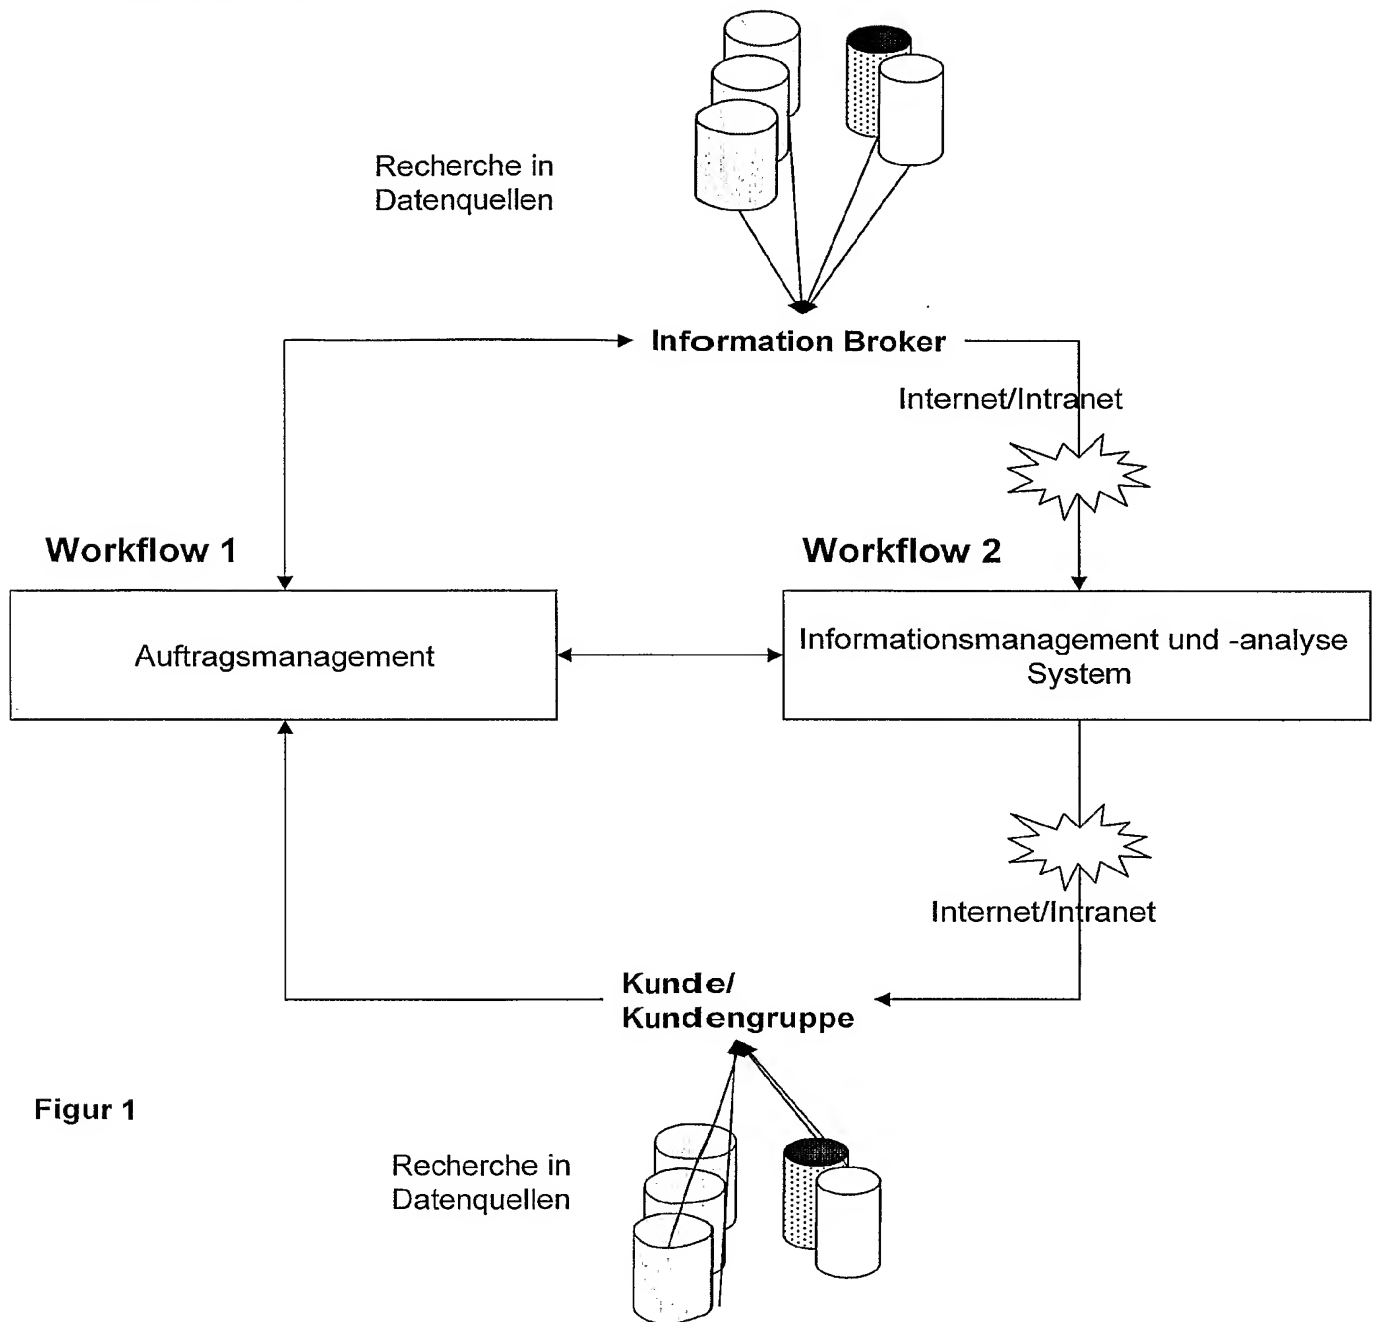 Recherche in
Datenquellen
Information Broker
Internet/Intranet
Workflow 1
Workflow 2
Auftragsmanagement
Informationsmanagement und -analyse
System
Internet/Intranet
Kunde/
Kundengruppe
Figur 1
Recherche in
Datenquellen